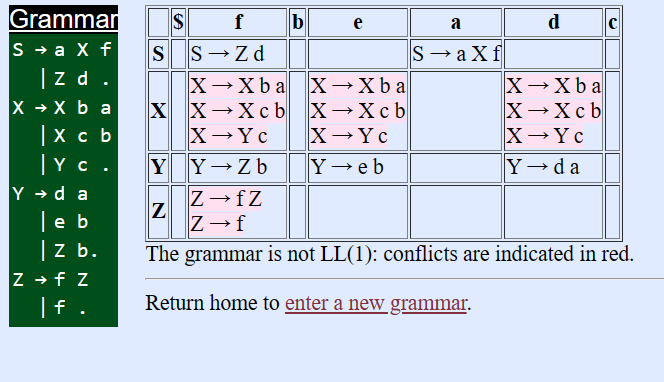 Grammar
S → a X f
| Z d .
X → X b a
| X c b
| Y c .
Y → d a
| e b
| Z b.
Z → f Z
| f .
$ f b e a d c
S S → Z d S → a X f
X X → X b a X → X b a X → X b a
X → X c b X → X c b X → X c b
X → Y c X → Y c X → Y c
Y Y → Z b Y → e b Y → d a
Z Z → f Z
Z → f
The grammar is not LL(1): conflicts are indicated in red.
Return home to enter a new grammar.